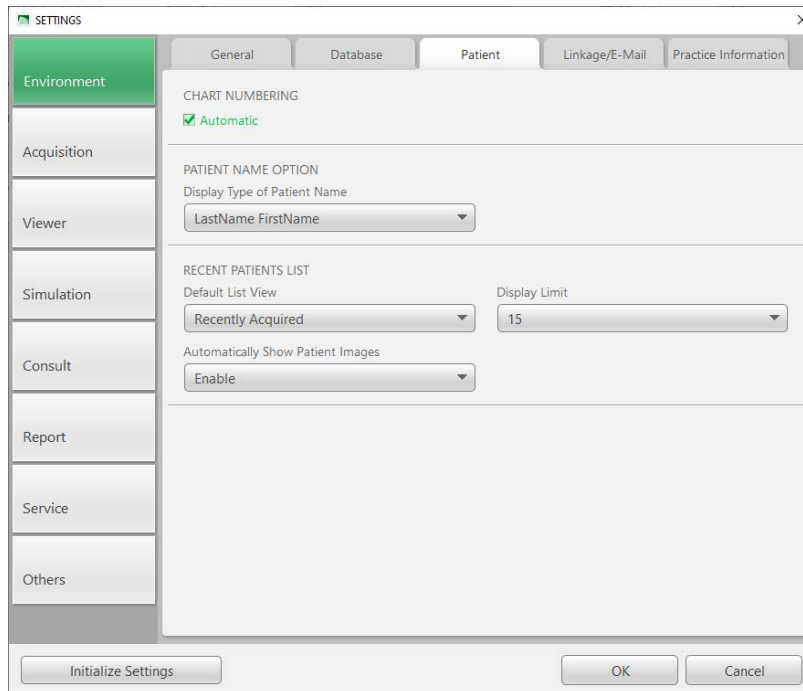 SETTINGS
General Database Patient Linkage/E-Mail Practice Information
Environment
Acquisition
Viewer
Simulation
Consult
Report
Service
Others
CHART NUMBERING
Automatic
PATIENT NAME OPTION
Display Type of Patient Name
LastName FirstName
RECENT PATIENTS LIST
Default List View Display Limit
Recently Acquired 15
Automatically Show Patient Images
Enable
Initialize Settings OK Cancel